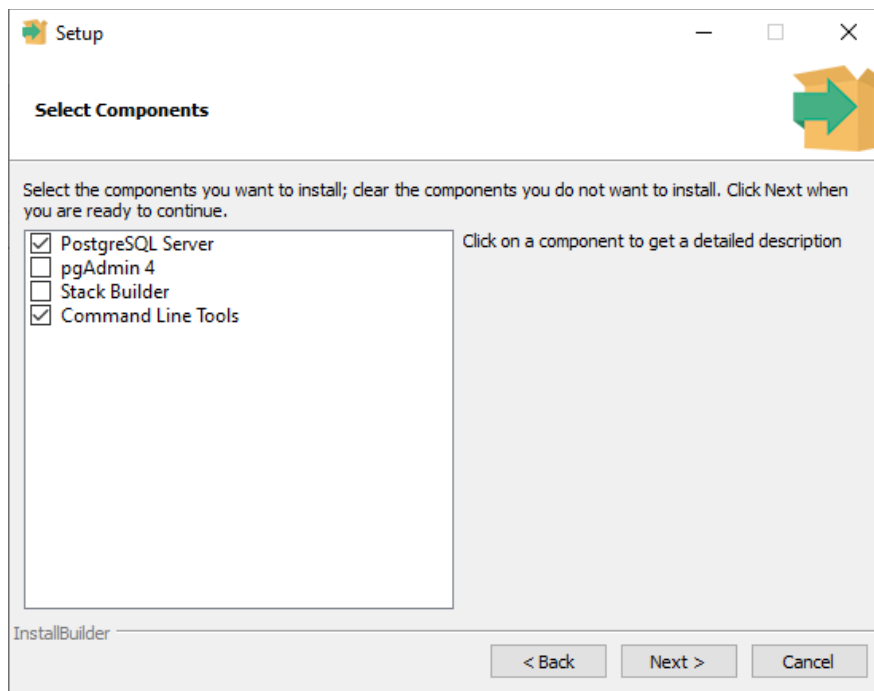 Setup
Select Components
Select the components you want to install; clear the components you do not want to install. Click Next when
you are ready to continue.
PostgreSQL Server
pgAdmin 4
Stack Builder
Command Line Tools
Click on a component to get a detailed description
InstallBuilder
< Back
Next >
Cancel